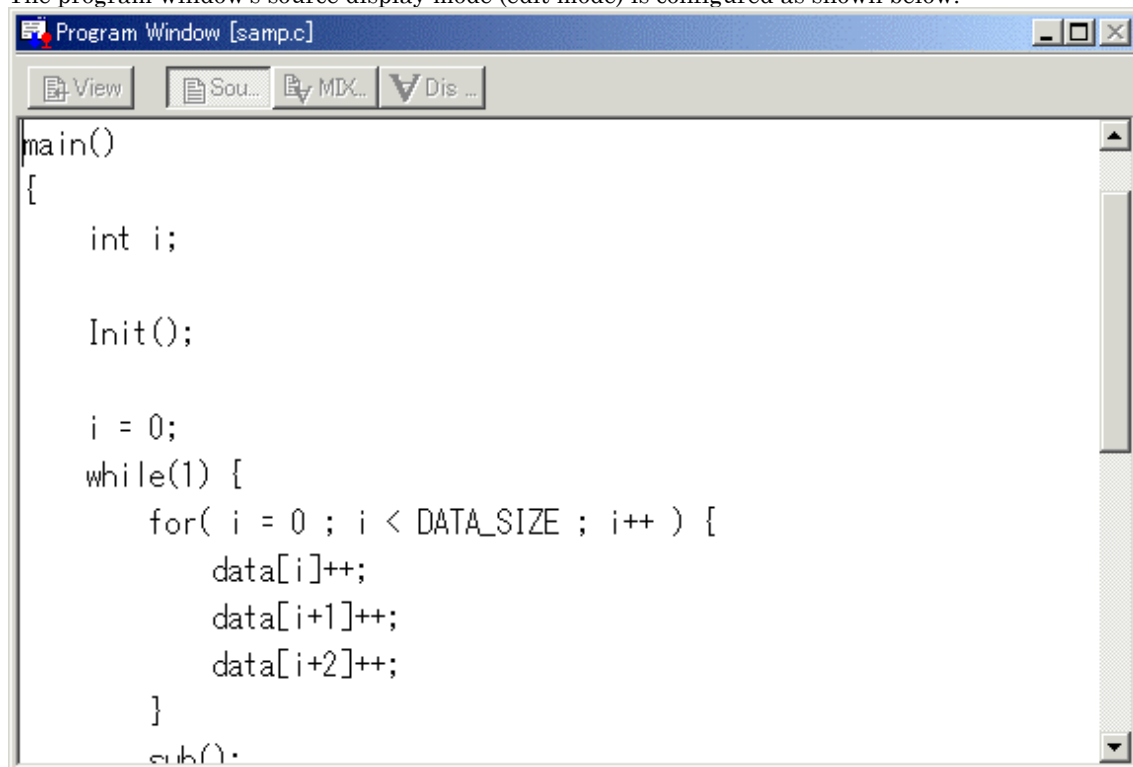 The program window's source display mode (edit mode) is configured as shown below.
Program Window [samp.c]
View Sou... MIX... Dis ...
main()
{
    int i;
    Init();
    i = 0;
    while(1) {
        for( i = 0 ; i < DATA_SIZE ; i++ ) {
            data[i]++;
            data[i+1]++;
            data[i+2]++;
        }
        sub();